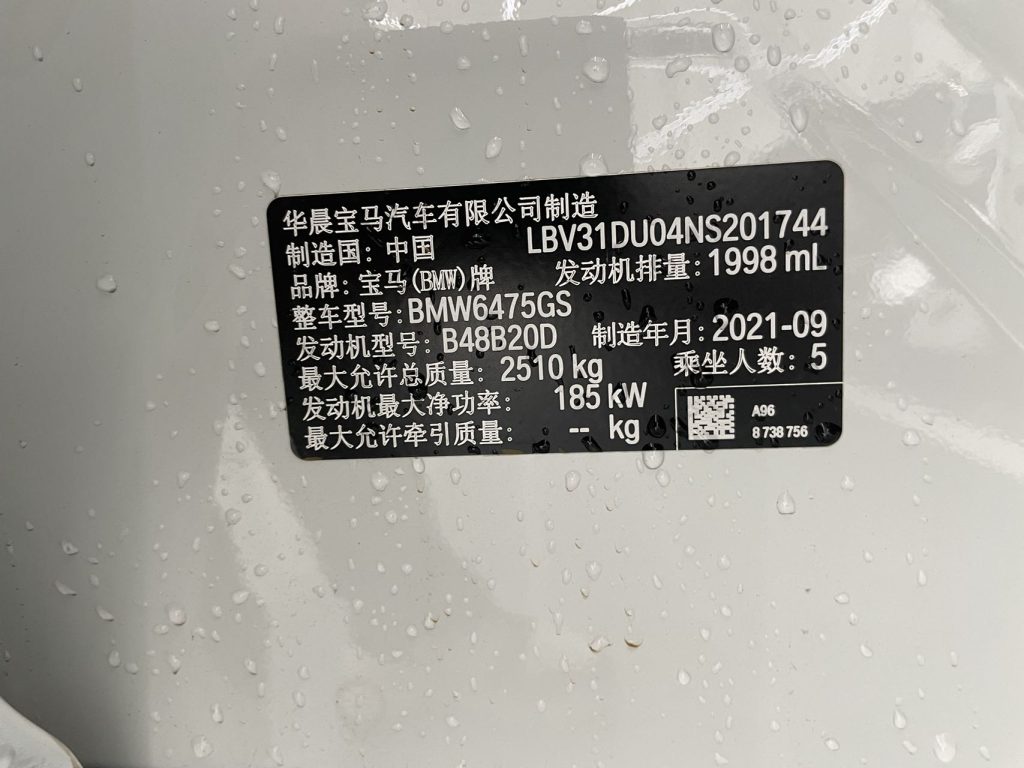 华晨宝马汽车有限公司制造
制造国: 中国 LBV31DU04NS201744
品牌: 宝马(BMW)牌 发动机排量: 1998 mL
整车型号: BMW6475GS
发动机型号: B48B20D 制造年月: 2021-09
最大允许总质量: 2510 kg 乘坐人数: 5
发动机最大净功率: 185 kW
最大允许牵引质量: -- kg
A96
8 738 756